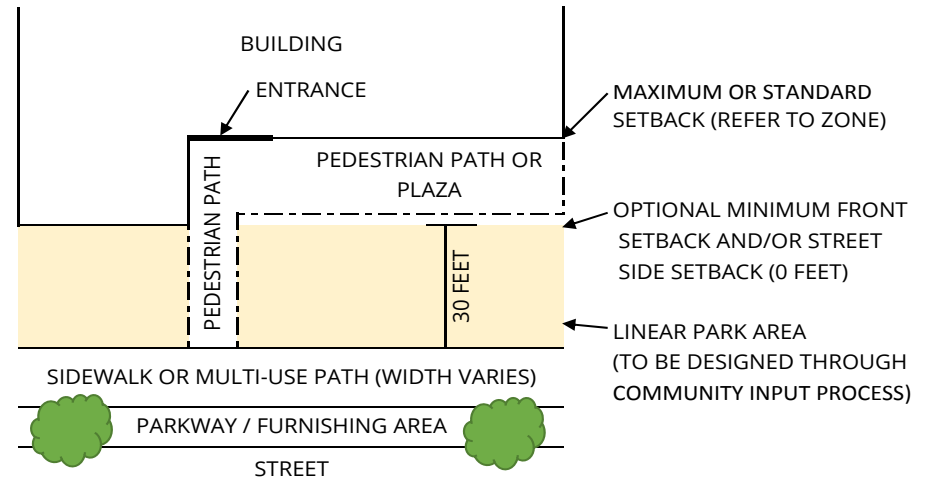 BUILDING
ENTRANCE
MAXIMUM OR STANDARD
SETBACK (REFER TO ZONE)
PEDESTRIAN PATH OR
PLAZA
PEDESTRIAN PATH
OPTIONAL MINIMUM FRONT
SETBACK AND/OR STREET
SIDE SETBACK (0 FEET)
30 FEET
LINEAR PARK AREA
(TO BE DESIGNED THROUGH
COMMUNITY INPUT PROCESS)
SIDEWALK OR MULTI-USE PATH (WIDTH VARIES)
PARKWAY / FURNISHING AREA
STREET